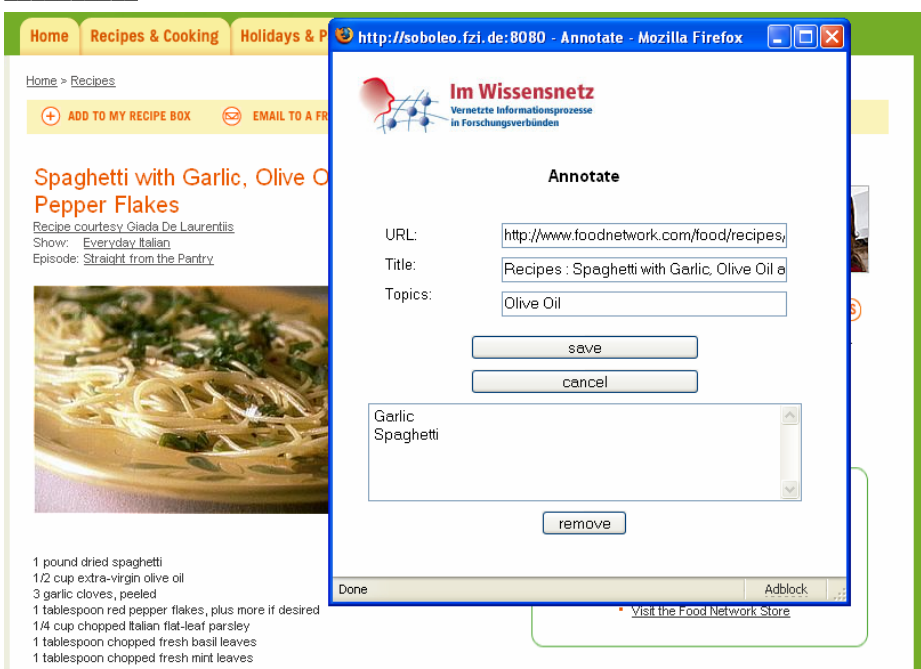 Home Recipes & Cooking Holidays & P
Home > Recipes
ADD TO MY RECIPE BOX EMAIL TO A FR
Spaghetti with Garlic, Olive O
Pepper Flakes
Recipe courtesy Giada De Laurentiis
Show: Everyday Italian
Episode: Straight from the Pantry
1 pound dried spaghetti
1/2 cup extra-virgin olive oil
3 garlic cloves, peeled
1 tablespoon red pepper flakes, plus more if desired
1/4 cup chopped Italian flat-leaf parsley
1 tablespoon chopped fresh basil leaves
1 tablespoon chopped fresh mint leaves
http://soboleo.fzi.de:8080 - Annotate - Mozilla Firefox
Im Wissensnetz
Vernetzte Informationsprozesse
in Forschungsverbünden
Annotate
URL: http://www.foodnetwork.com/food/recipes/
Title: Recipes : Spaghetti with Garlic, Olive Oil a
Topics: Olive Oil
save
cancel
Garlic
Spaghetti
remove
Done Adblock
S)
• Visit the Food Network Store